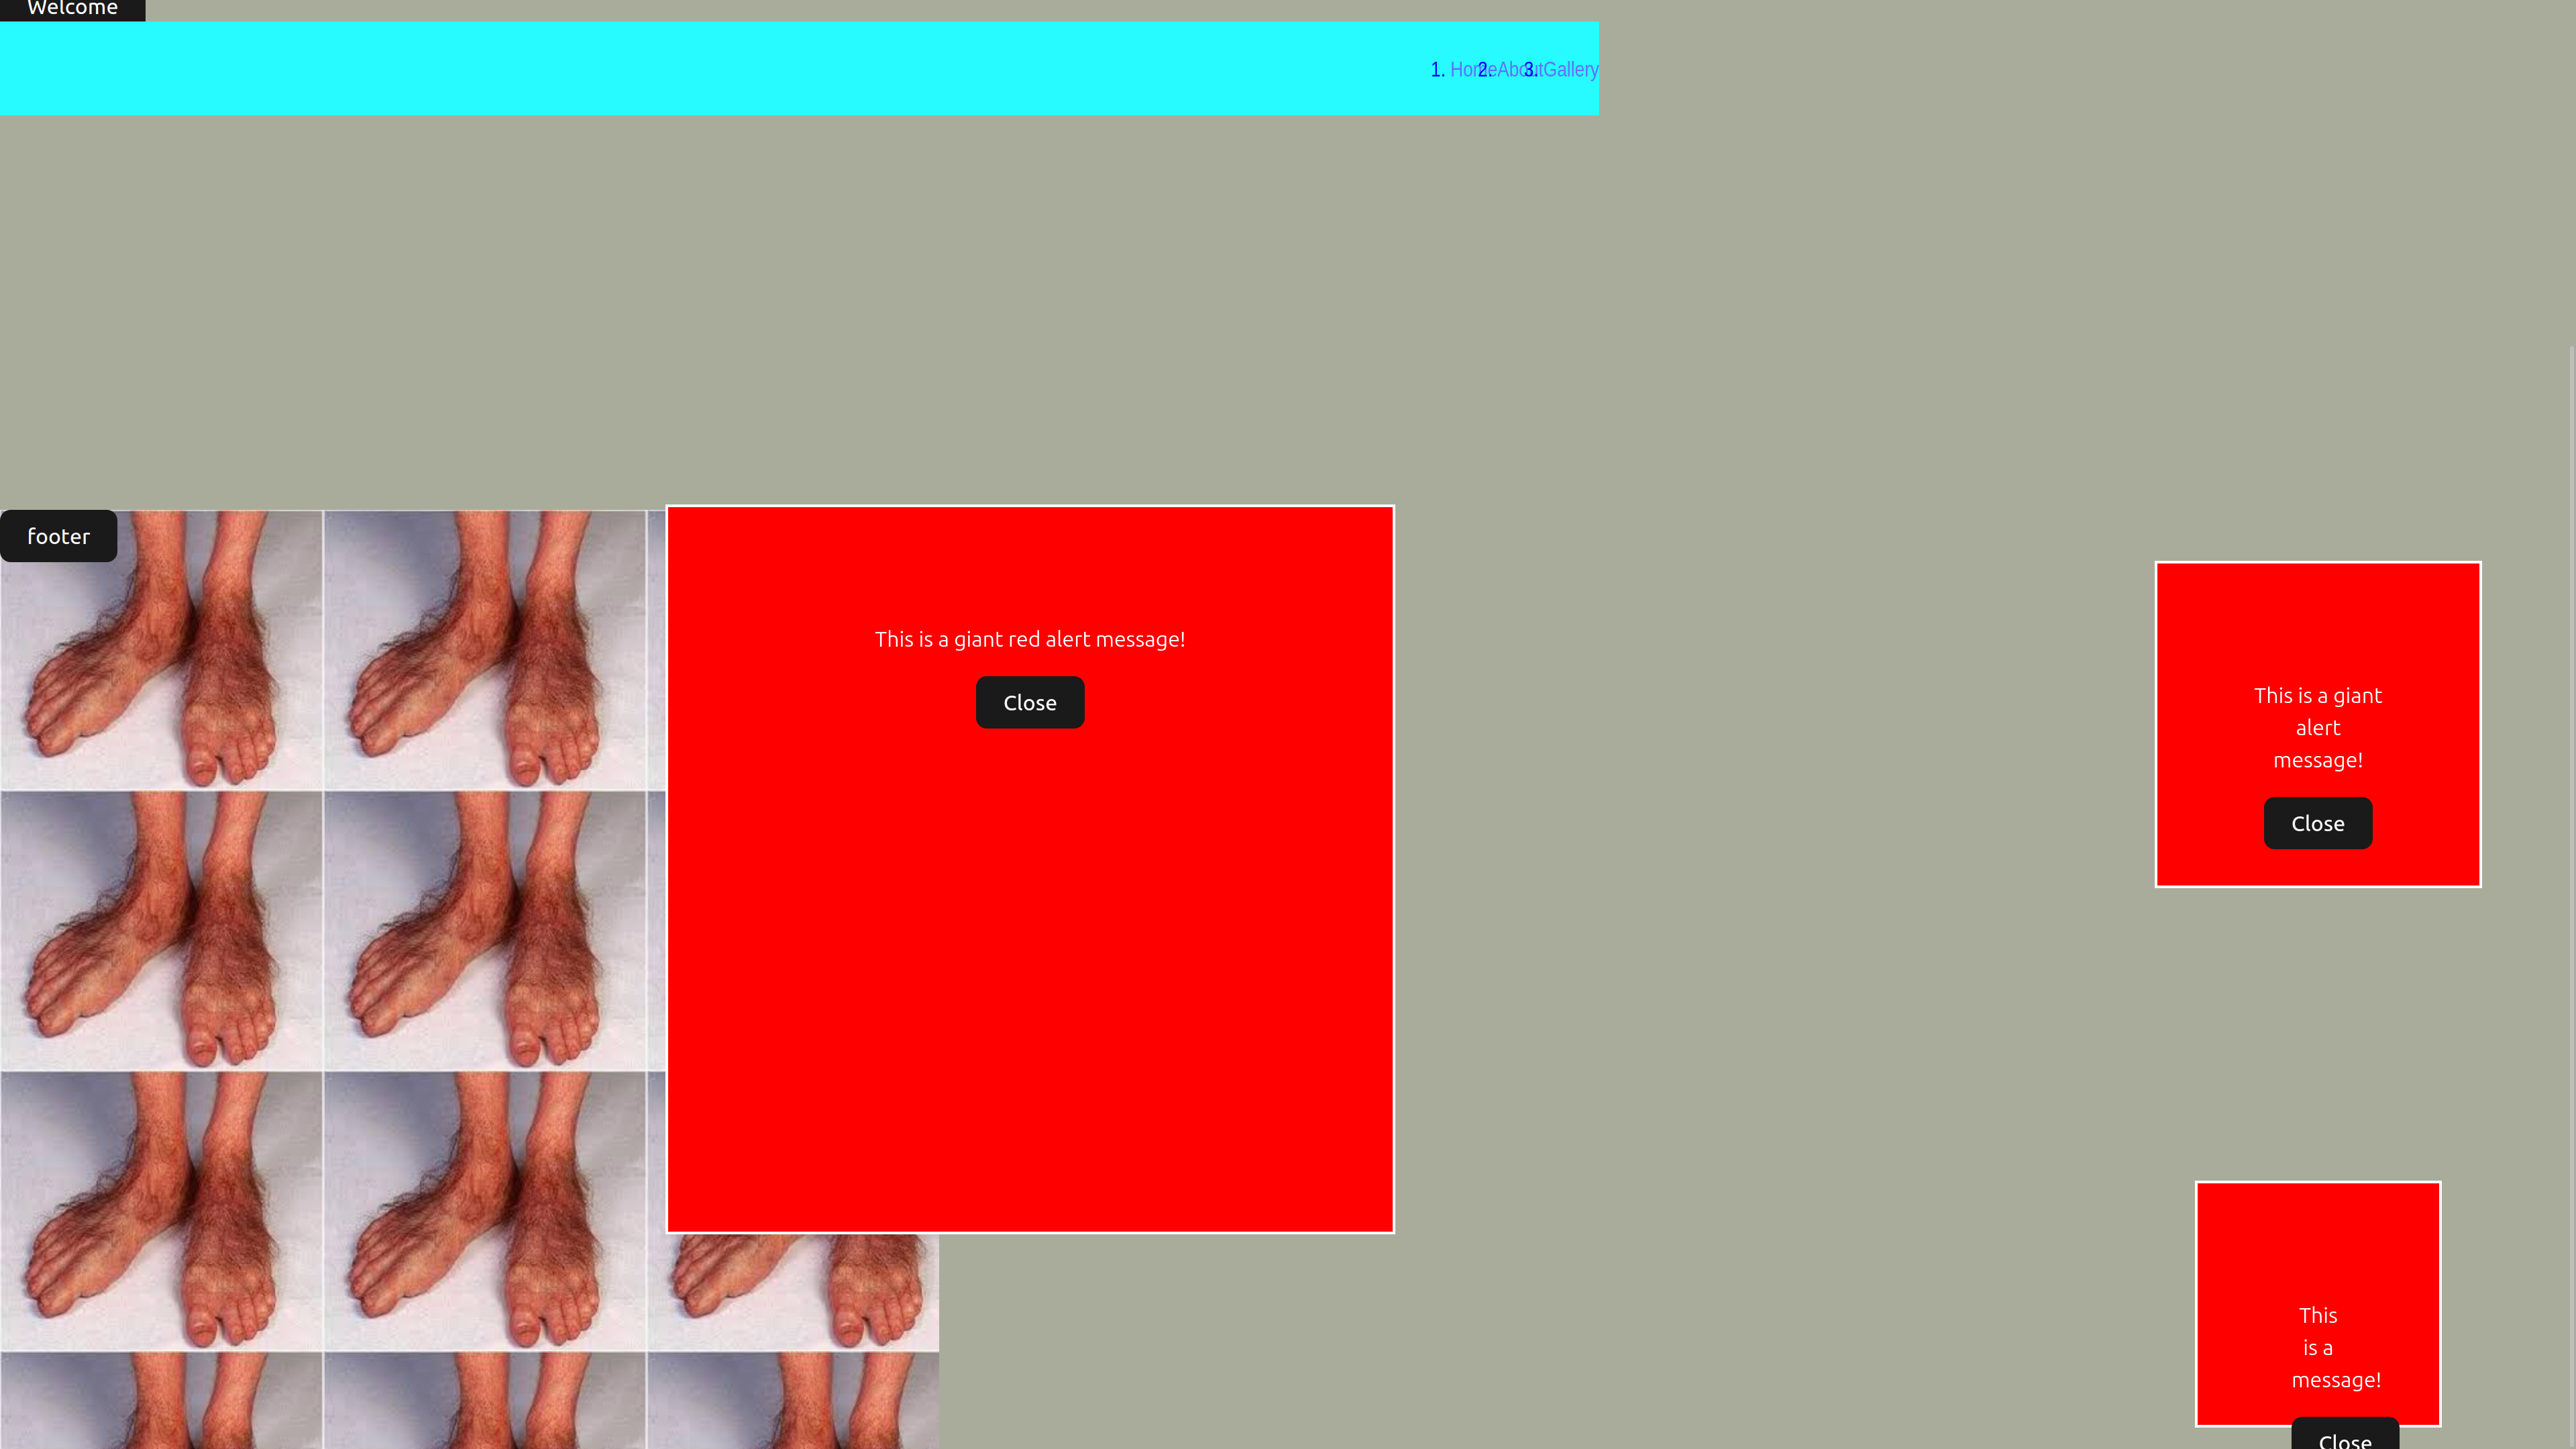 Welcome
1. Home 2. About 3. Gallery
footer
This is a giant red alert message!
Close
This is a giant
alert
message!
Close
This
is a
message!
Close